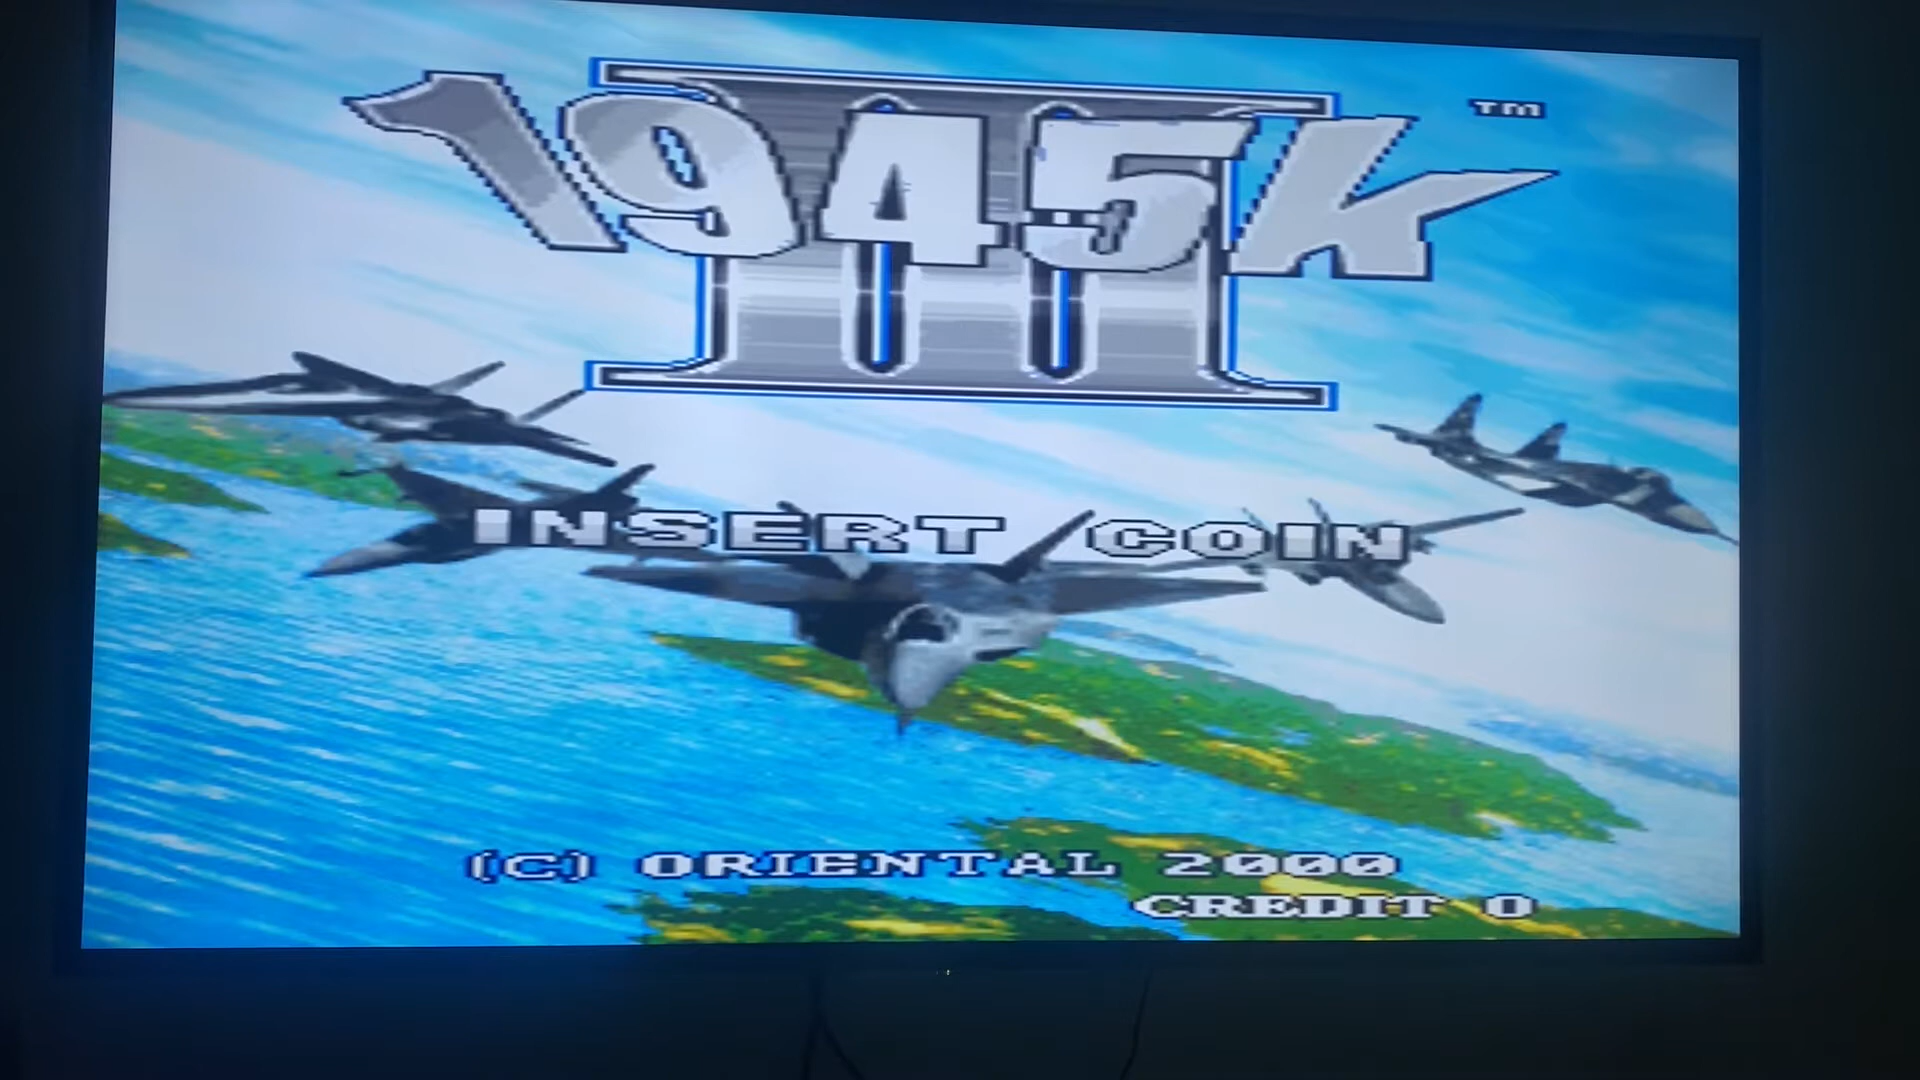 1945K ™
III
INSERT COIN
(C) ORIENTAL 2000
CREDIT 0